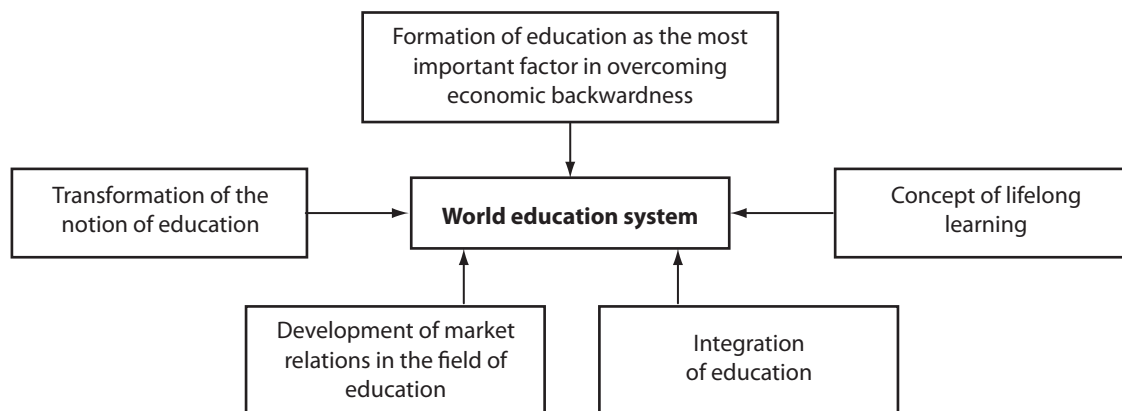 Formation of education as the most
important factor in overcoming
economic backwardness
Transformation of the
notion of education
World education system
Concept of lifelong
learning
Development of market
relations in the field of
education
Integration
of education